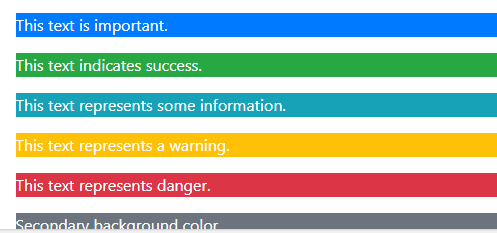 This text is important.
This text indicates success.
This text represents some information.
This text represents a warning.
This text represents danger.
Secondary background color